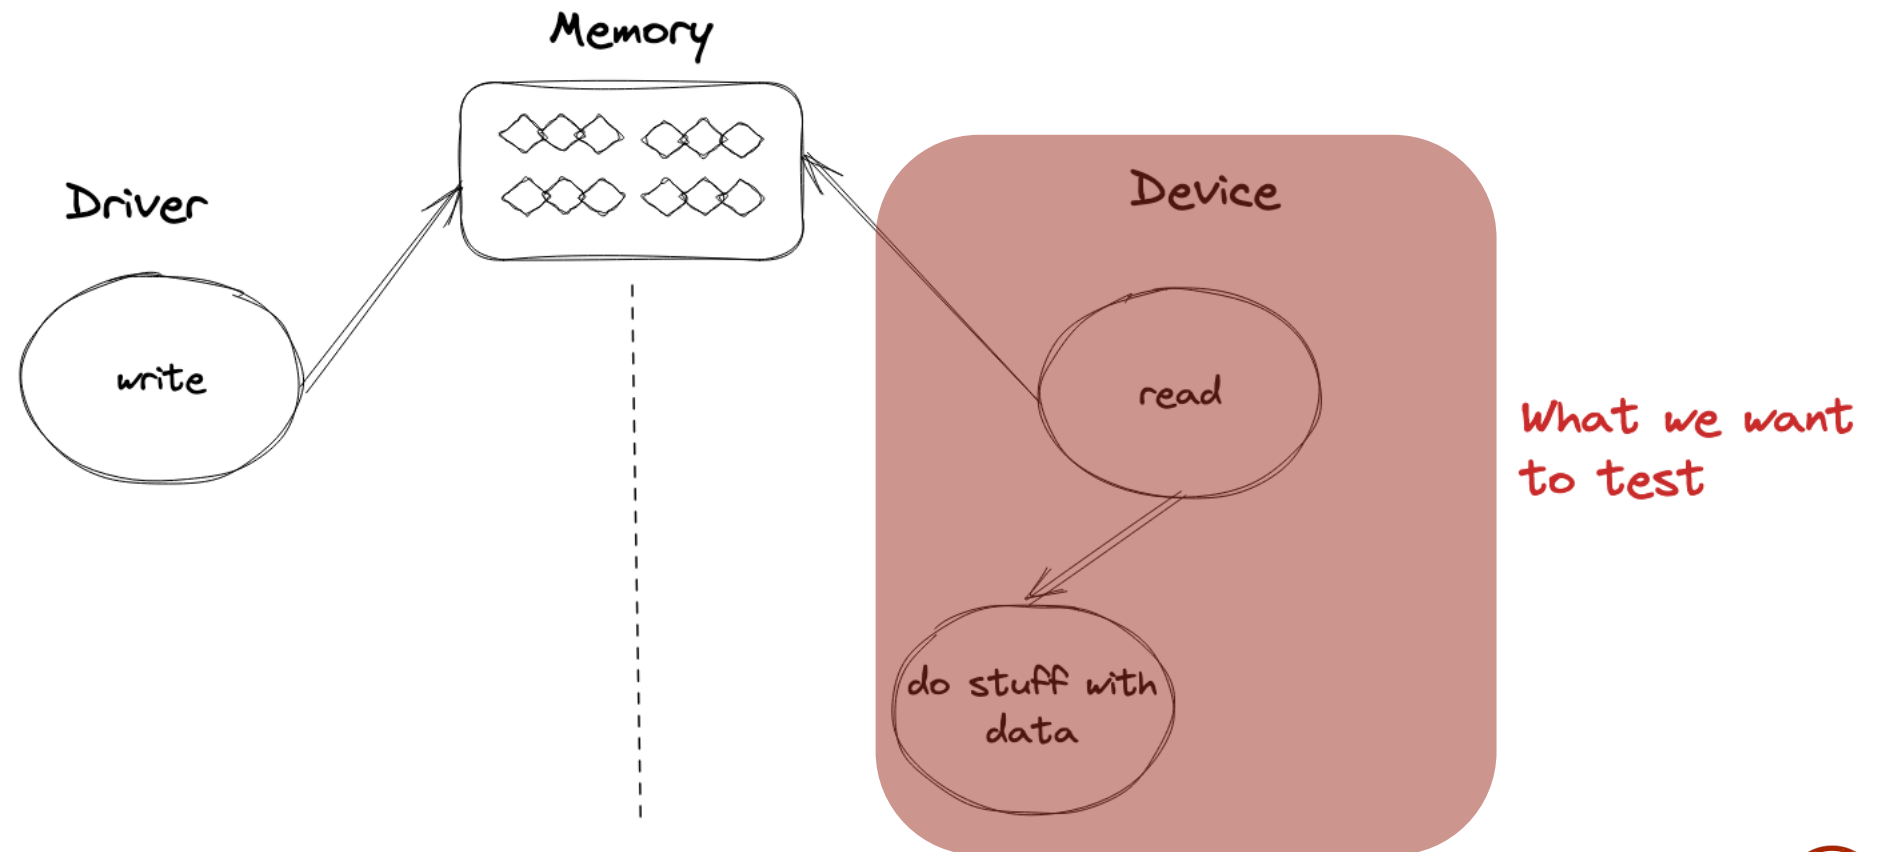 Memory
Driver
Device
write
read
What we want
to test
do stuff with
data